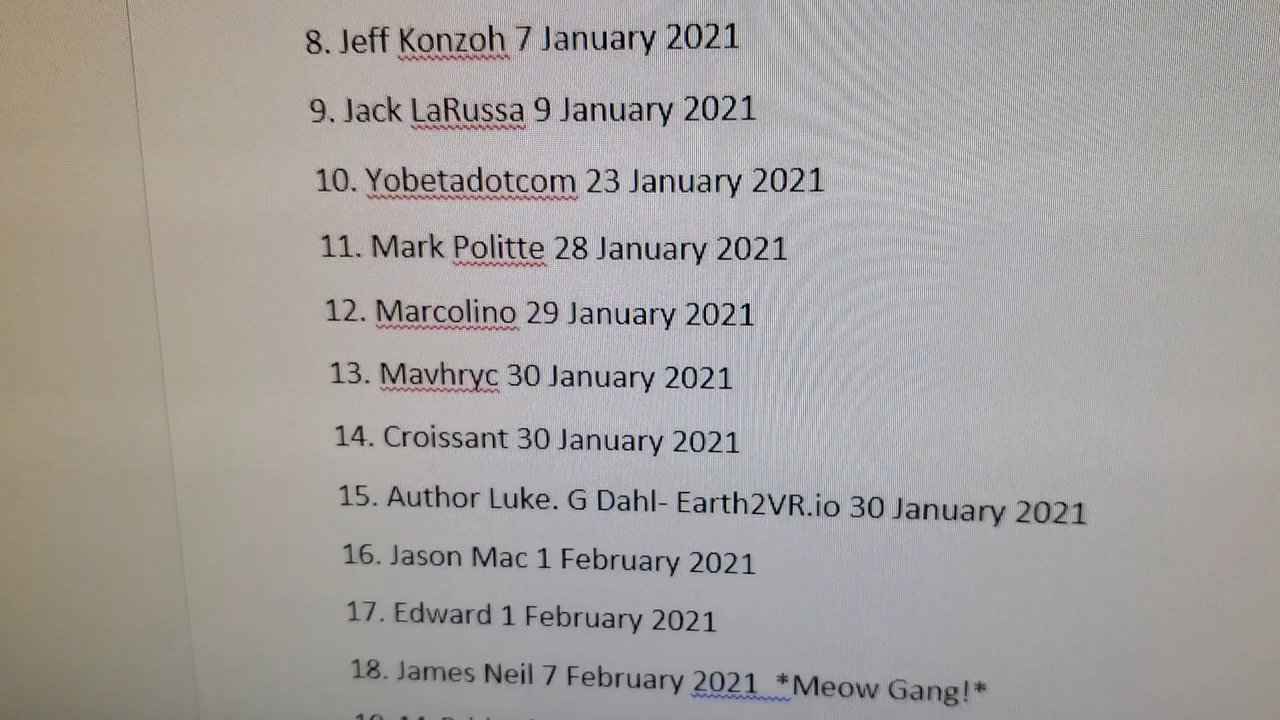 8. Jeff Konzoh 7 January 2021
9. Jack LaRussa 9 January 2021
10. Yobetadotcom 23 January 2021
11. Mark Politte 28 January 2021
12. Marcolino 29 January 2021
13. Mavhryc 30 January 2021
14. Croissant 30 January 2021
15. Author Luke. G Dahl- Earth2VR.io 30 January 2021
16. Jason Mac 1 February 2021
17. Edward 1 February 2021
18. James Neil 7 February 2021 *Meow Gang!*